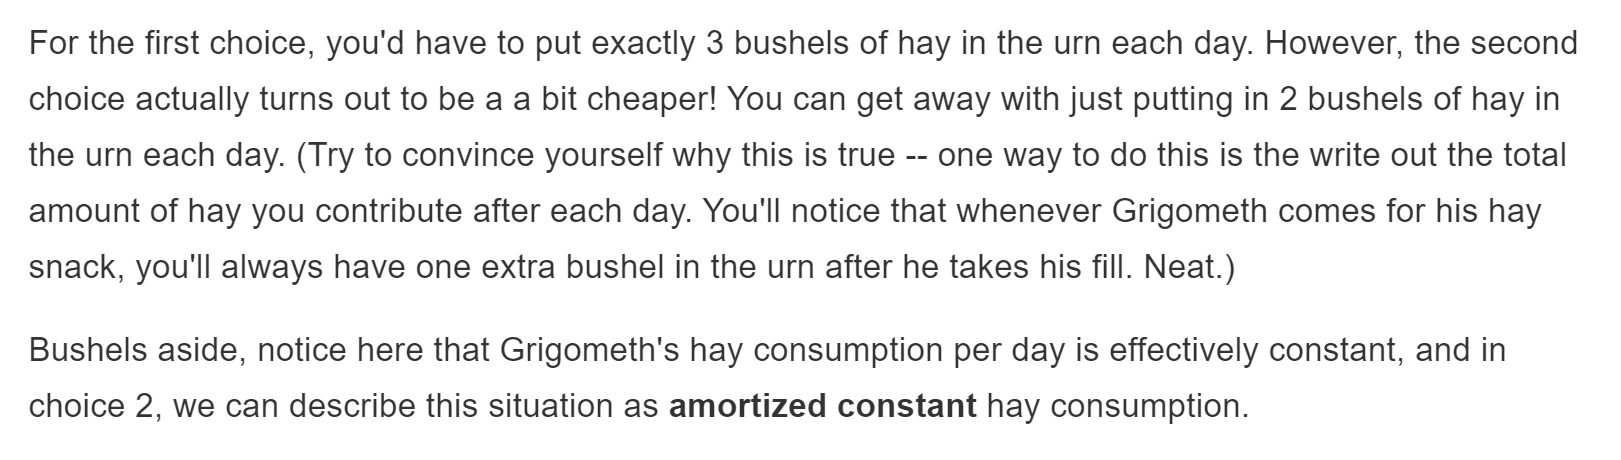 For the first choice, you'd have to put exactly 3 bushels of hay in the urn each day. However, the second
choice actually turns out to be a a bit cheaper! You can get away with just putting in 2 bushels of hay in
the urn each day. (Try to convince yourself why this is true -- one way to do this is the write out the total
amount of hay you contribute after each day. You'll notice that whenever Grigometh comes for his hay
snack, you'll always have one extra bushel in the urn after he takes his fill. Neat.)
Bushels aside, notice here that Grigometh's hay consumption per day is effectively constant, and in
choice 2, we can describe this situation as amortized constant hay consumption.